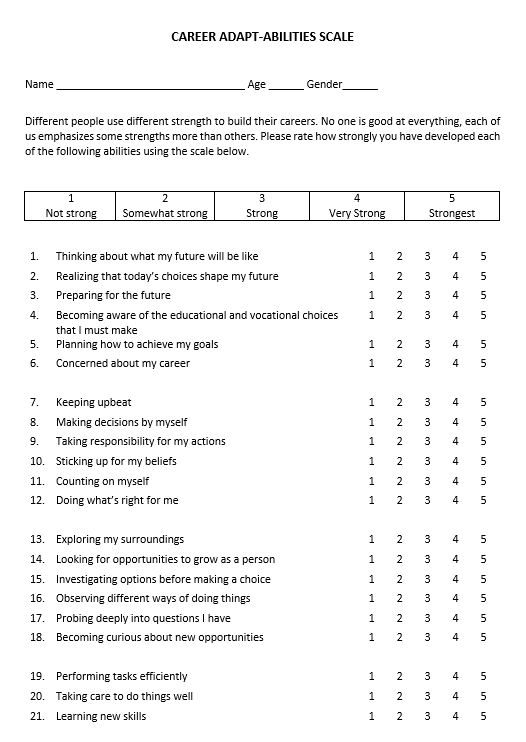 CAREER ADAPT-ABILITIES SCALE
Name ______________________________ Age ______ Gender______
Different people use different strength to build their careers. No one is good at everything, each of
us emphasizes some strengths more than others. Please rate how strongly you have developed each
of the following abilities using the scale below.
1 2 3 4 5
Not strong Somewhat strong Strong Very Strong Strongest
1. Thinking about what my future will be like 1 2 3 4 5
2. Realizing that today's choices shape my future 1 2 3 4 5
3. Preparing for the future 1 2 3 4 5
4. Becoming aware of the educational and vocational choices 1 2 3 4 5
that I must make
5. Planning how to achieve my goals 1 2 3 4 5
6. Concerned about my career 1 2 3 4 5
7. Keeping upbeat 1 2 3 4 5
8. Making decisions by myself 1 2 3 4 5
9. Taking responsibility for my actions 1 2 3 4 5
10. Sticking up for my beliefs 1 2 3 4 5
11. Counting on myself 1 2 3 4 5
12. Doing what's right for me 1 2 3 4 5
13. Exploring my surroundings 1 2 3 4 5
14. Looking for opportunities to grow as a person 1 2 3 4 5
15. Investigating options before making a choice 1 2 3 4 5
16. Observing different ways of doing things 1 2 3 4 5
17. Probing deeply into questions I have 1 2 3 4 5
18. Becoming curious about new opportunities 1 2 3 4 5
19. Performing tasks efficiently 1 2 3 4 5
20. Taking care to do things well 1 2 3 4 5
21. Learning new skills 1 2 3 4 5